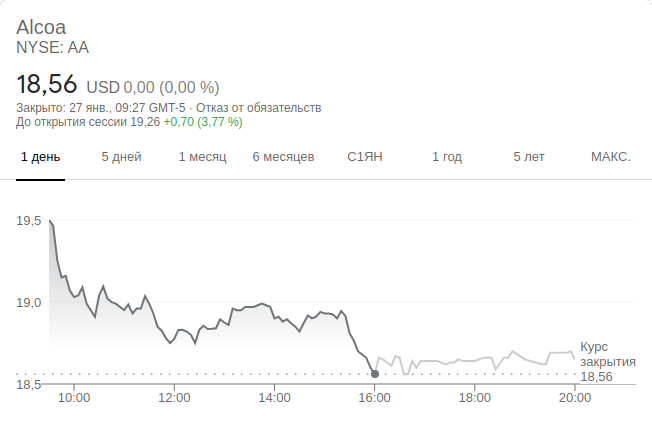 Alcoa
NYSE: AA
18,56 USD 0,00 (0,00 %)
Закрыто: 27 янв., 09:27 GMT-5 · Отказ от обязательств
До открытия сессии 19,26 +0,70 (3,77 %)
1 день 5 дней 1 месяц 6 месяцев С1ЯН 1 год 5 лет МАКС.
19,5
19,0
18,5
Курс
закрытия
18,56
10:00 12:00 14:00 16:00 18:00 20:00